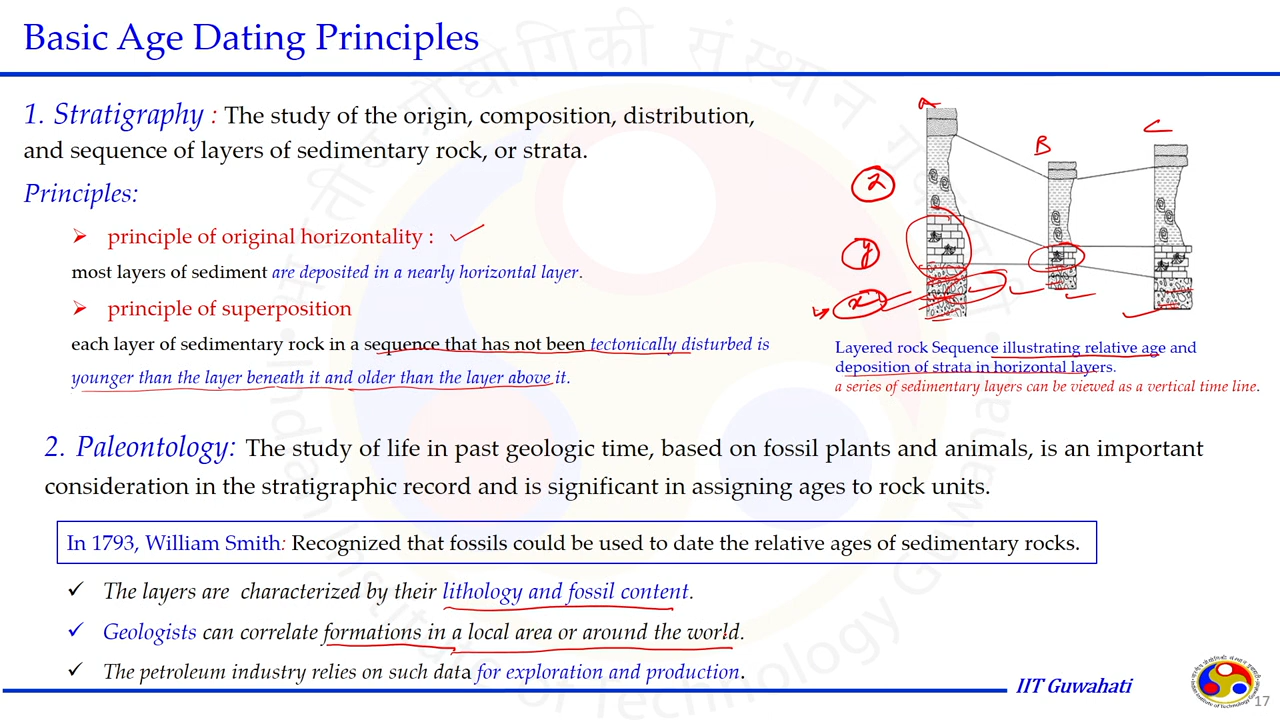 Basic Age Dating Principles
1. Stratigraphy : The study of the origin, composition, distribution,
and sequence of layers of sedimentary rock, or strata.
Principles:
➢ principle of original horizontality :
most layers of sediment are deposited in a nearly horizontal layer.
➢ principle of superposition
each layer of sedimentary rock in a sequence that has not been tectonically disturbed is
younger than the layer beneath it and older than the layer above it.
A
B
C
Z
y
x
Layered rock Sequence illustrating relative age and
deposition of strata in horizontal layers.
a series of sedimentary layers can be viewed as a vertical time line.
2. Paleontology: The study of life in past geologic time, based on fossil plants and animals, is an important
consideration in the stratigraphic record and is significant in assigning ages to rock units.
In 1793, William Smith: Recognized that fossils could be used to date the relative ages of sedimentary rocks.
✓ The layers are characterized by their lithology and fossil content.
✓ Geologists can correlate formations in a local area or around the world.
✓ The petroleum industry relies on such data for exploration and production.
IIT Guwahati
17